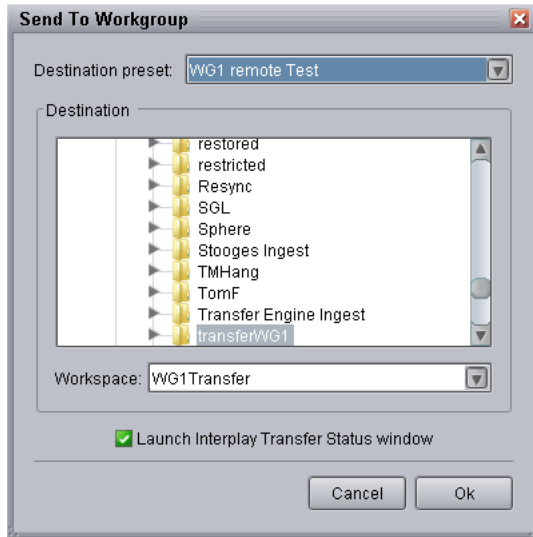 Send To Workgroup
Destination preset: WG1 remote Test
Destination
restored
restricted
Resync
SGL
Sphere
Stooges Ingest
TMHang
TomF
Transfer Engine Ingest
transferWG1
Workspace: WG1Transfer
Launch Interplay Transfer Status window
Cancel Ok